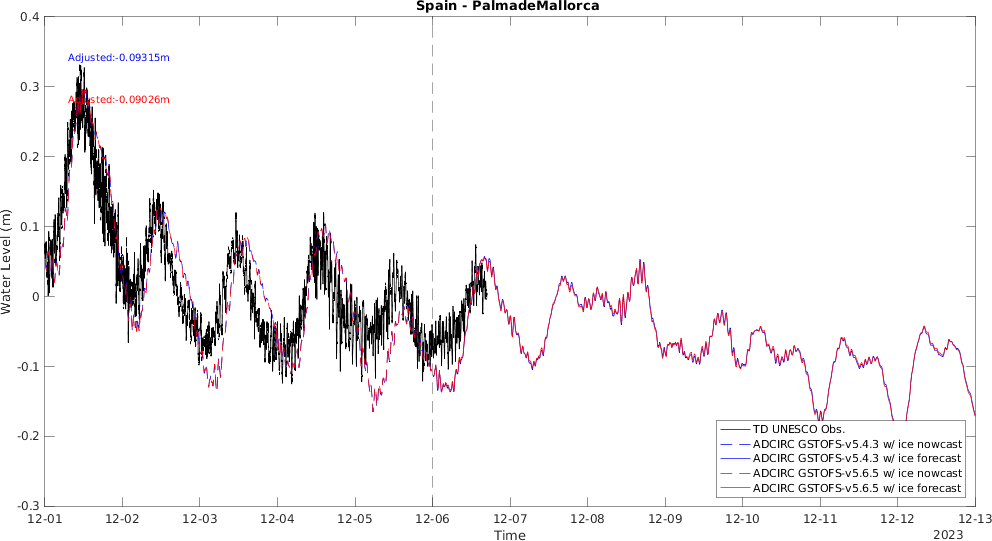 Spain - PalmadeMallorca
Adjusted:-0.09315m
Adjusted:-0.09026m
Water Level (m)
0.4
0.3
0.2
0.1
0
-0.1
-0.2
-0.3
12-01 12-02 12-03 12-04 12-05 12-06 12-07 12-08 12-09 12-10 12-11 12-12 12-13
Time
2023
TD UNESCO Obs.
ADCIRC GSTOFS-v5.4.3 w/ ice nowcast
ADCIRC GSTOFS-v5.4.3 w/ ice forecast
ADCIRC GSTOFS-v5.6.5 w/ ice nowcast
ADCIRC GSTOFS-v5.6.5 w/ ice forecast